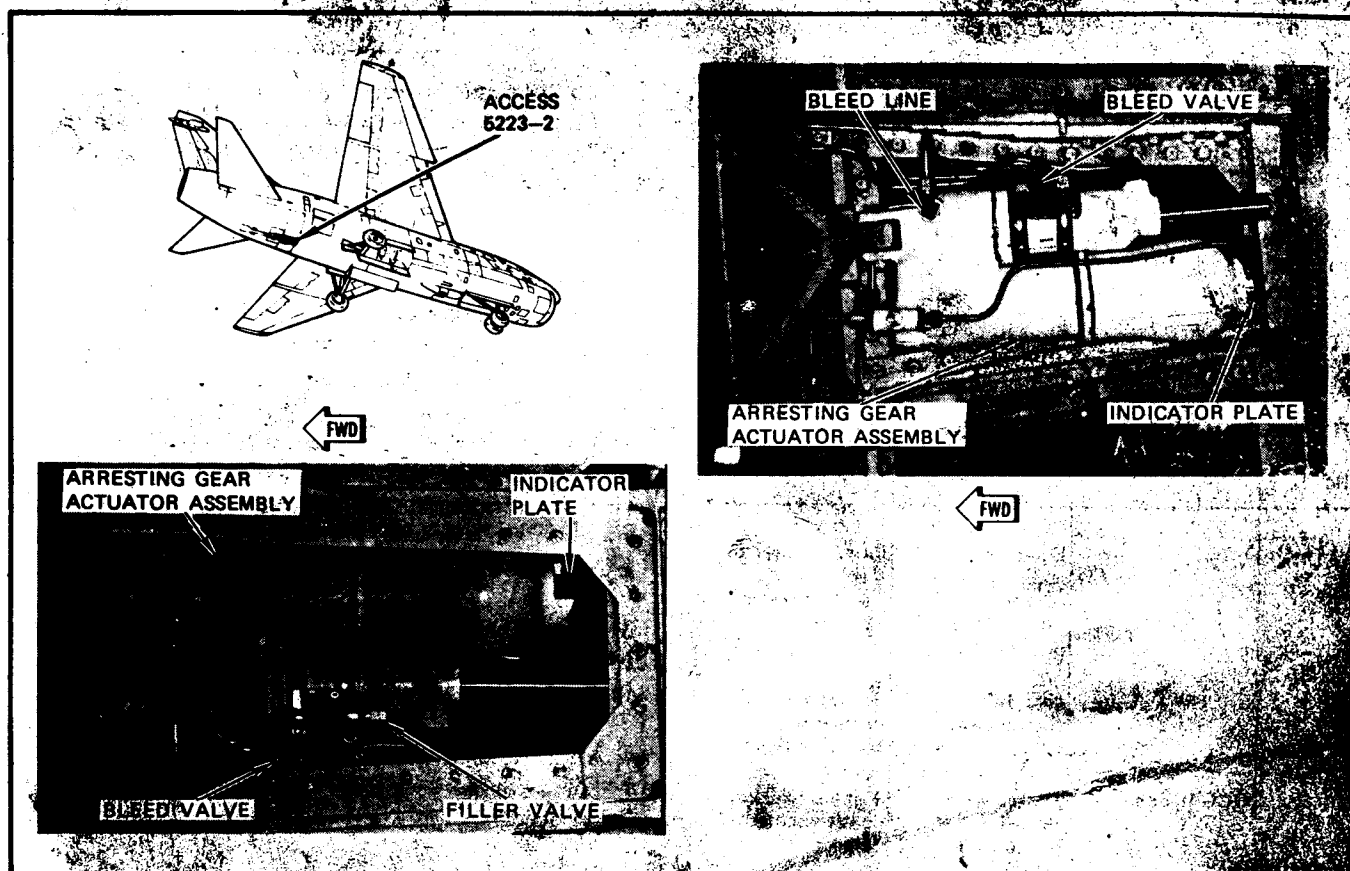 ACCESS
5223-2
BLEED LINE
BLEED VALVE
ARRESTING GEAR
ACTUATOR ASSEMBLY
INDICATOR PLATE
FWD
FWD
ARRESTING GEAR
ACTUATOR ASSEMBLY
INDICATOR
PLATE
BLEED VALVE
FILLER VALVE